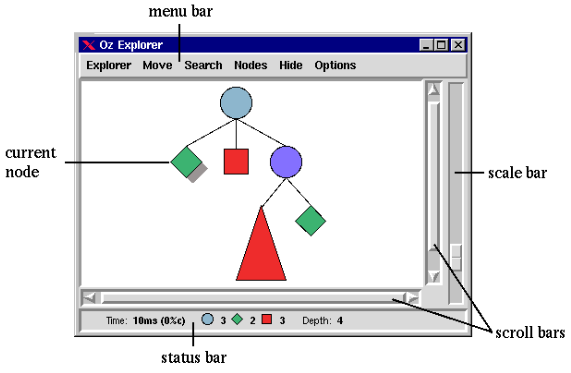 menu bar
Oz Explorer
Explorer Move Search Nodes Hide Options
current
node
scale bar
scroll bars
Time: 10ms (0%c) 3 2 3 Depth: 4
status bar